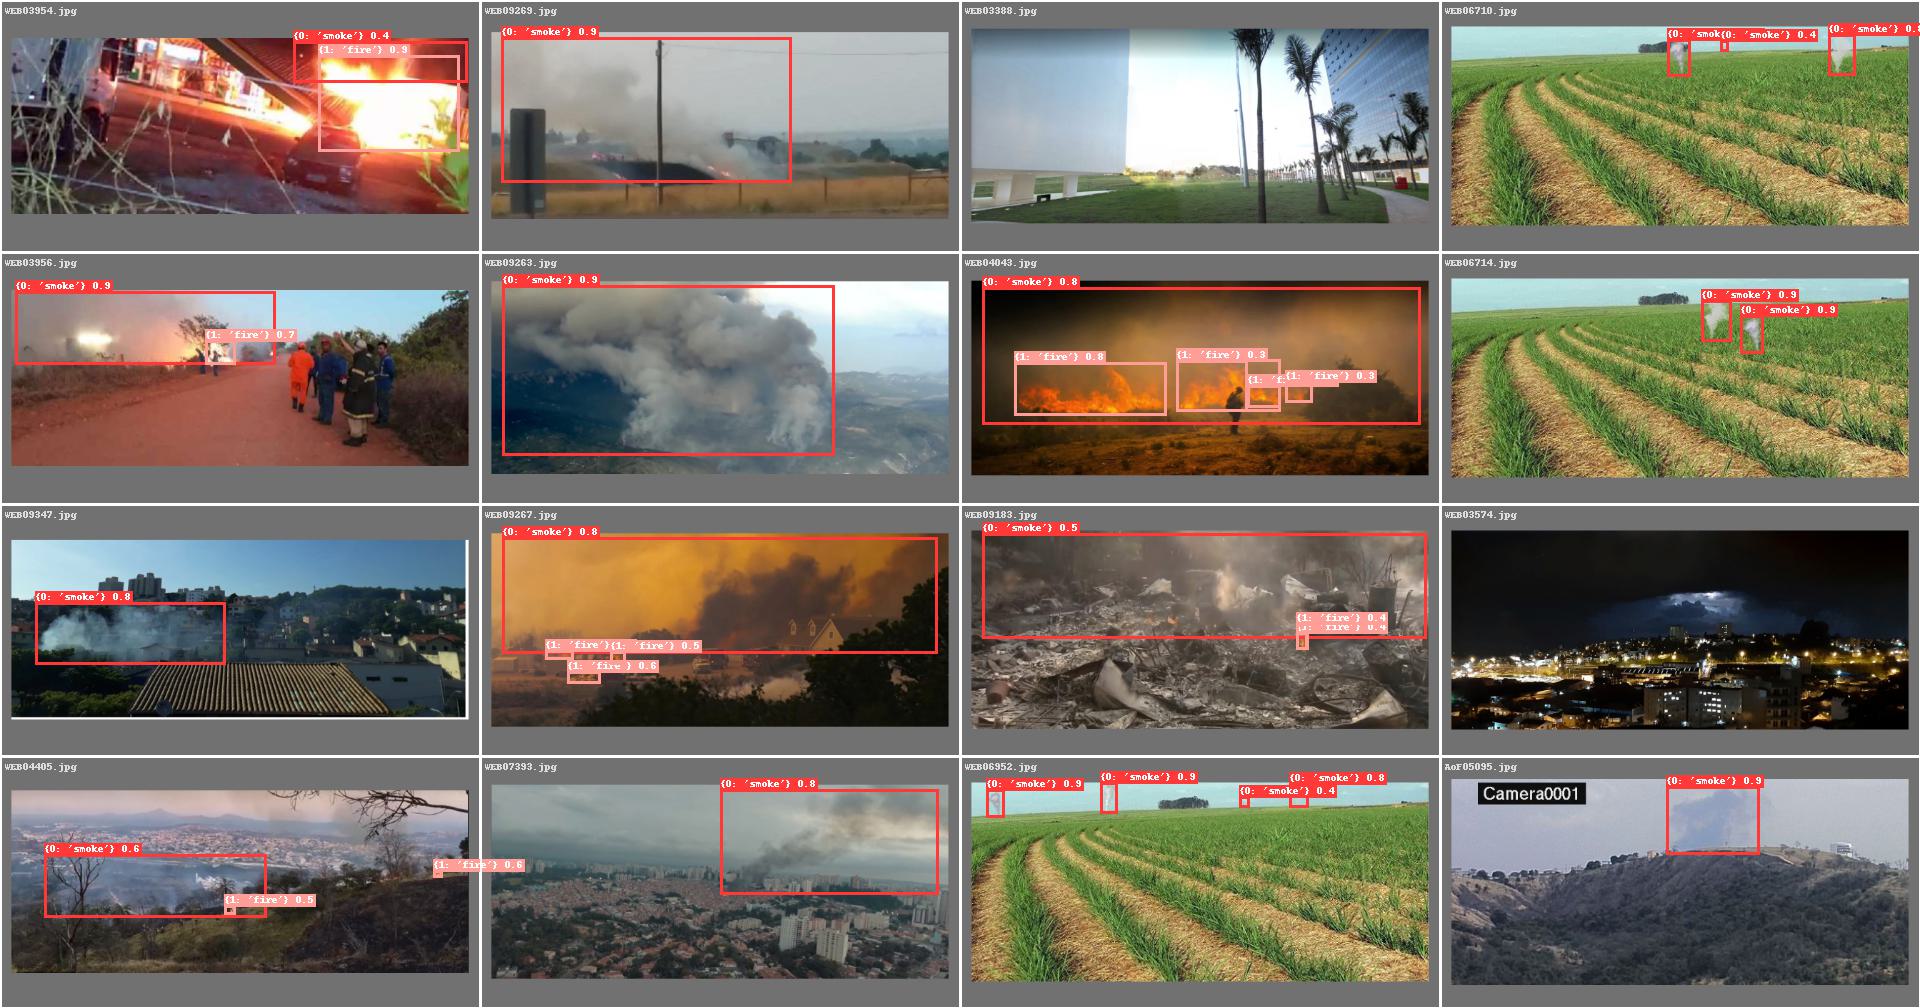 WEB03954.jpg
{0: 'smoke'} 0.4
{1: 'fire'} 0.9
WEB09269.jpg
{0: 'smoke'} 0.9
WEB03388.jpg
WEB06710.jpg
{0: 'smok
{0: 'smoke'} 0.4
{0: 'smoke'} 0.8
WEB03956.jpg
{0: 'smoke'} 0.9
{1: 'fire'} 0.7
WEB09263.jpg
{0: 'smoke'} 0.9
WEB04043.jpg
{0: 'smoke'} 0.8
{1: 'fire'} 0.8
{1: 'fire'} 0.3
{1: 'f
{1: 'fire'} 0.3
WEB06714.jpg
{0: 'smoke'} 0.9
{0: 'smoke'} 0.9
WEB09347.jpg
{0: 'smoke'} 0.8
WEB09267.jpg
{0: 'smoke'} 0.8
{1: 'fire'}
{1: 'fire'} 0.5
{1: 'fire'} 0.6
WEB09183.jpg
{0: 'smoke'} 0.5
{1: 'fire'} 0.4
{1: 'fire'} 0.4
WEB03574.jpg
WEB04405.jpg
{0: 'smoke'} 0.6
{1: 'fire'} 0.6
{1: 'fire'} 0.5
WEB07393.jpg
{0: 'smoke'} 0.8
WEB06952.jpg
{0: 'smoke'} 0.9
{0: 'smoke'} 0.9
{0: 'smoke'} 0.8
{0: 'smoke'} 0.4
AoF05095.jpg
{0: 'smoke'} 0.9
Camera0001